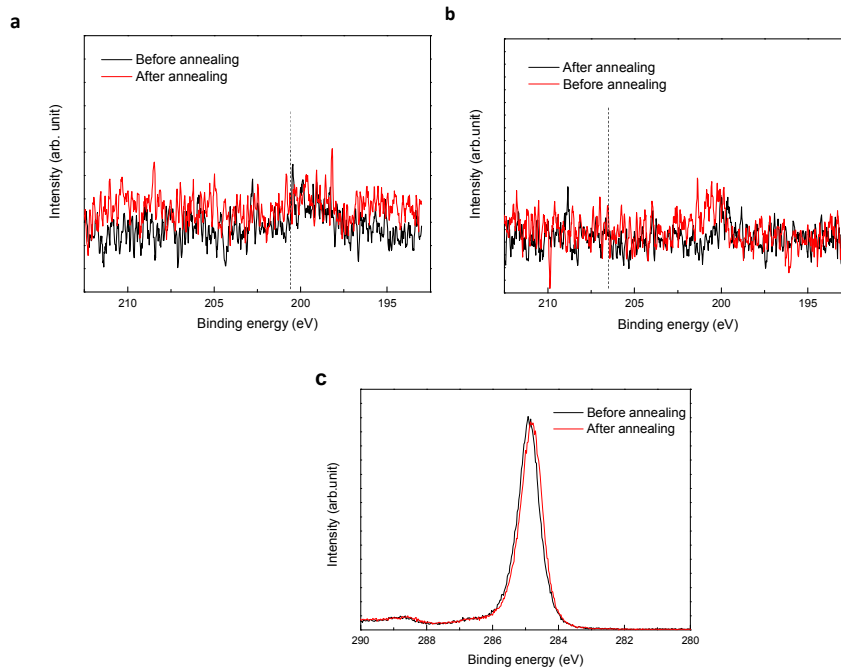 a
Before annealing
After annealing
Intensity (arb. unit)
210
205
200
195
Binding energy (eV)
b
After annealing
Before annealing
Intensity (arb.unit)
210
205
200
195
Binding energy (eV)
c
Before annealing
After annealing
Intensity (arb.unit)
290
288
286
284
282
280
Binding energy (eV)